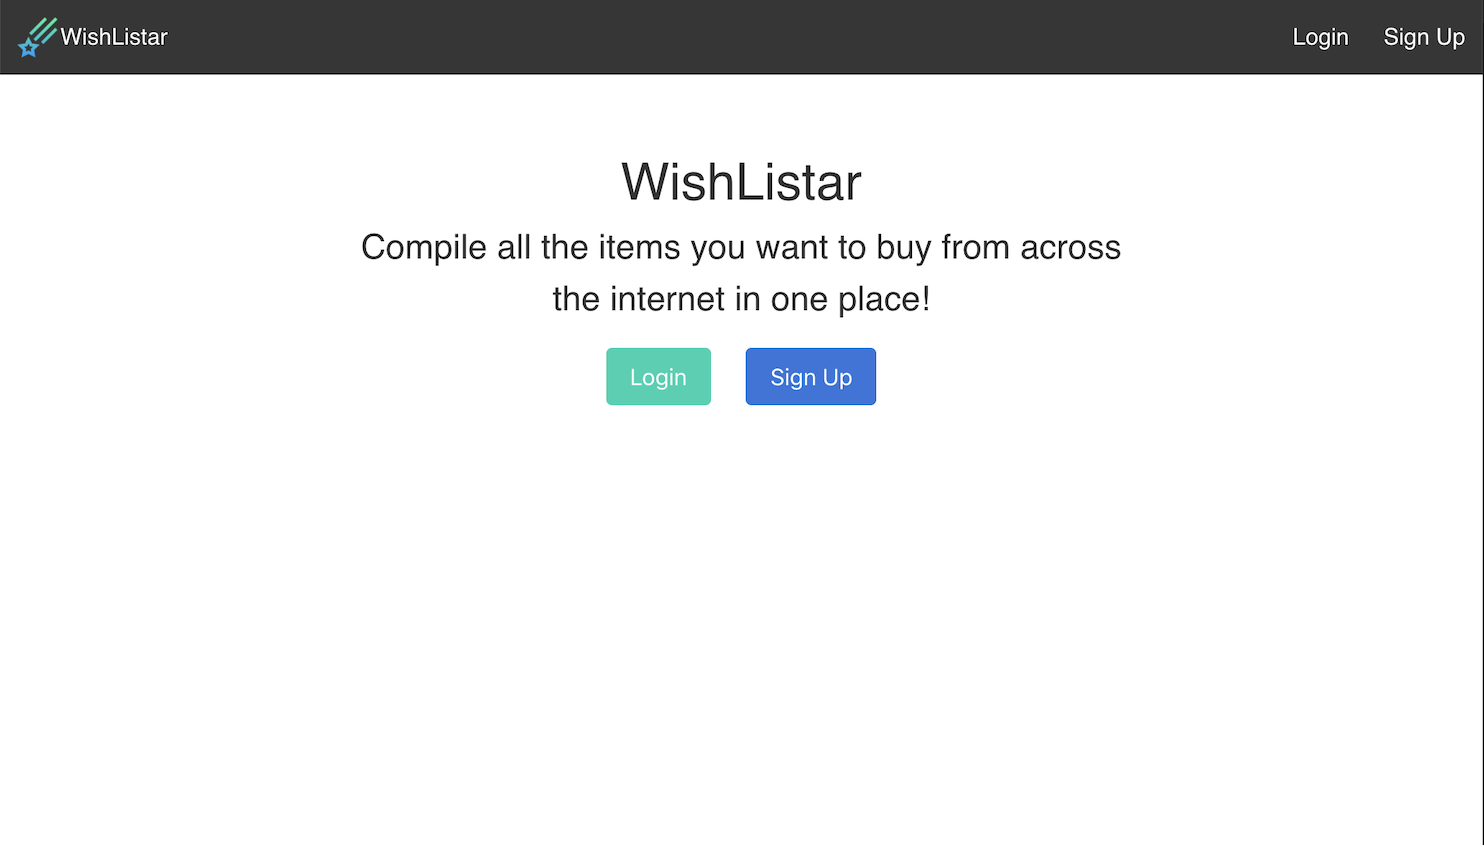 WishListar
Login
Sign Up
WishListar
Compile all the items you want to buy from across
the internet in one place!
Login
Sign Up